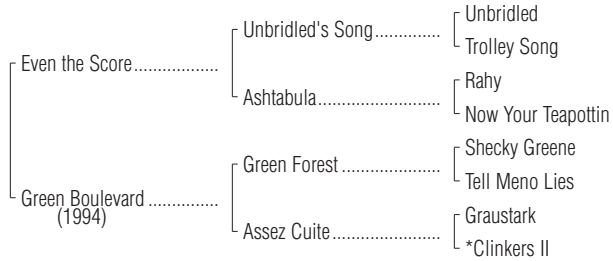 Unbridled
Unbridled's Song..............
Trolley Song
Even the Score.................
Rahy
Ashtabula..........................
Now Your Teapottin
Shecky Greene
Green Forest .....................
Tell Meno Lies
Green Boulevard ..............
(1994)
Graustark
Assez Cuite.......................
*Clinkers II